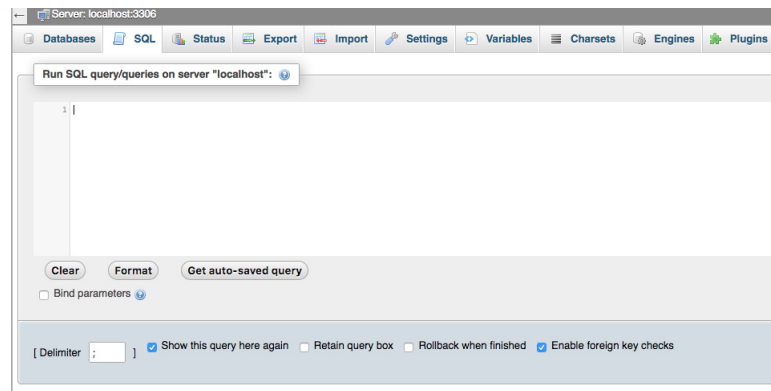 ← Server: localhost:3306
Databases SQL Status Export Import Settings Variables Charsets Engines Plugins
Run SQL query/queries on server "localhost":
1
Clear Format Get auto-saved query
Bind parameters
[ Delimiter ; ] Show this query here again Retain query box Rollback when finished Enable foreign key checks